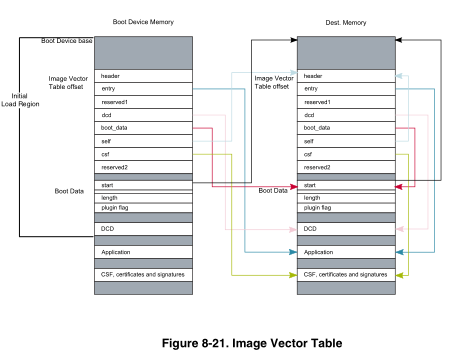 Boot Device Memory
Dest. Memory
Boot Device base
Image Vector
Table offset
Initial
Load Region
header
entry
reserved1
dcd
boot_data
self
csf
reserved2
Boot Data
start
length
plugin flag
DCD
Application
CSF, certificates and signatures
Image Vector
Table offset
header
entry
reserved1
dcd
boot_data
self
csf
reserved2
Boot Data
start
length
plugin flag
DCD
Application
CSF, certificates and signatures
Figure 8-21. Image Vector Table